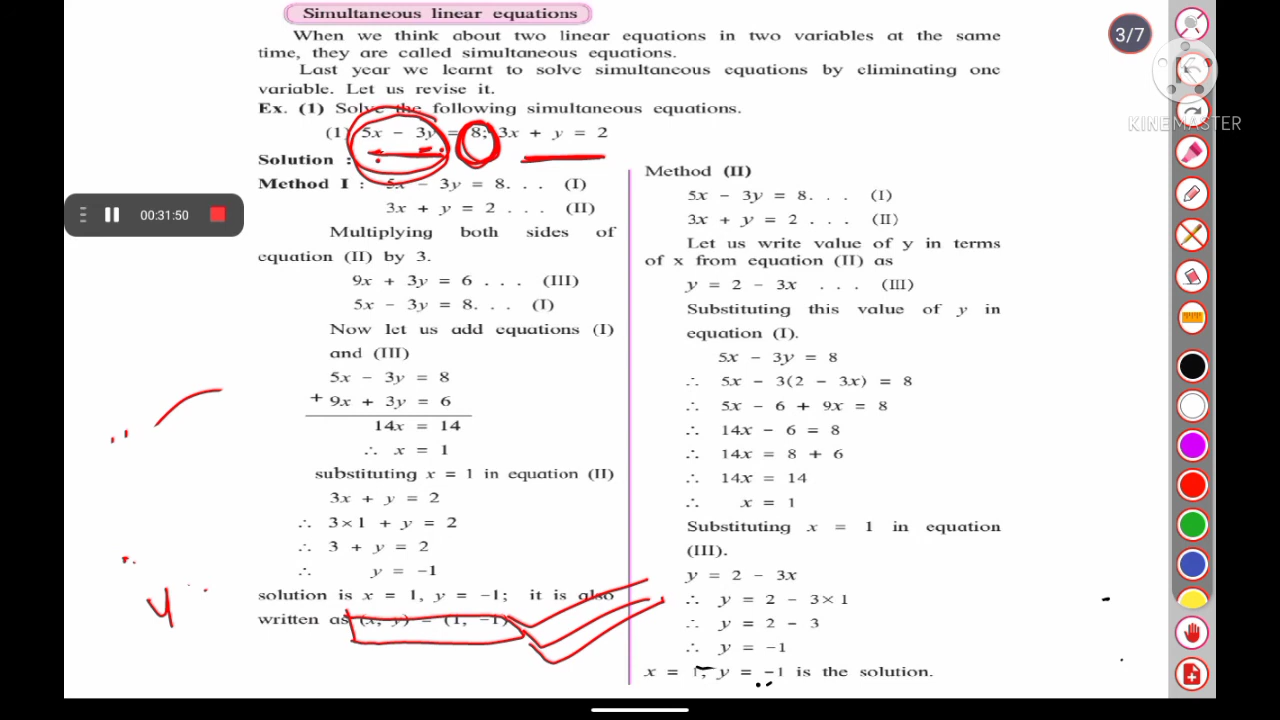 Simultaneous linear equations
When we think about two linear equations in two variables at the same
time, they are called simultaneous equations.
Last year we learnt to solve simultaneous equations by eliminating one
variable. Let us revise it.
Ex. (1) Solve the following simultaneous equations.
(1) 5x − 3y = 8; 3x + y = 2
Solution :
Method I : 5x − 3y = 8. . . (I)
3x + y = 2 . . . (II)
Multiplying both sides of
equation (II) by 3.
9x + 3y = 6 . . . (III)
5x − 3y = 8. . . (I)
Now let us add equations (I)
and (III)
5x − 3y = 8
+ 9x + 3y = 6
14x = 14
∴ x = 1
substituting x = 1 in equation (II)
3x + y = 2
∴ 3×1 + y = 2
∴ 3 + y = 2
∴ y = −1
solution is x = 1, y = −1; it is also
written as (x, y) = (1, −1)
Method (II)
5x − 3y = 8. . . (I)
3x + y = 2 . . . (II)
Let us write value of y in terms
of x from equation (II) as
y = 2 − 3x . . . (III)
Substituting this value of y in
equation (I).
5x − 3y = 8
∴ 5x − 3(2 − 3x) = 8
∴ 5x − 6 + 9x = 8
∴ 14x − 6 = 8
∴ 14x = 8 + 6
∴ 14x = 14
∴ x = 1
Substituting x = 1 in equation
(III).
y = 2 − 3x
∴ y = 2 − 3×1
∴ y = 2 − 3
∴ y = −1
x = 1, y = −1 is the solution.
y
00:31:50
3/7
KINE MASTER